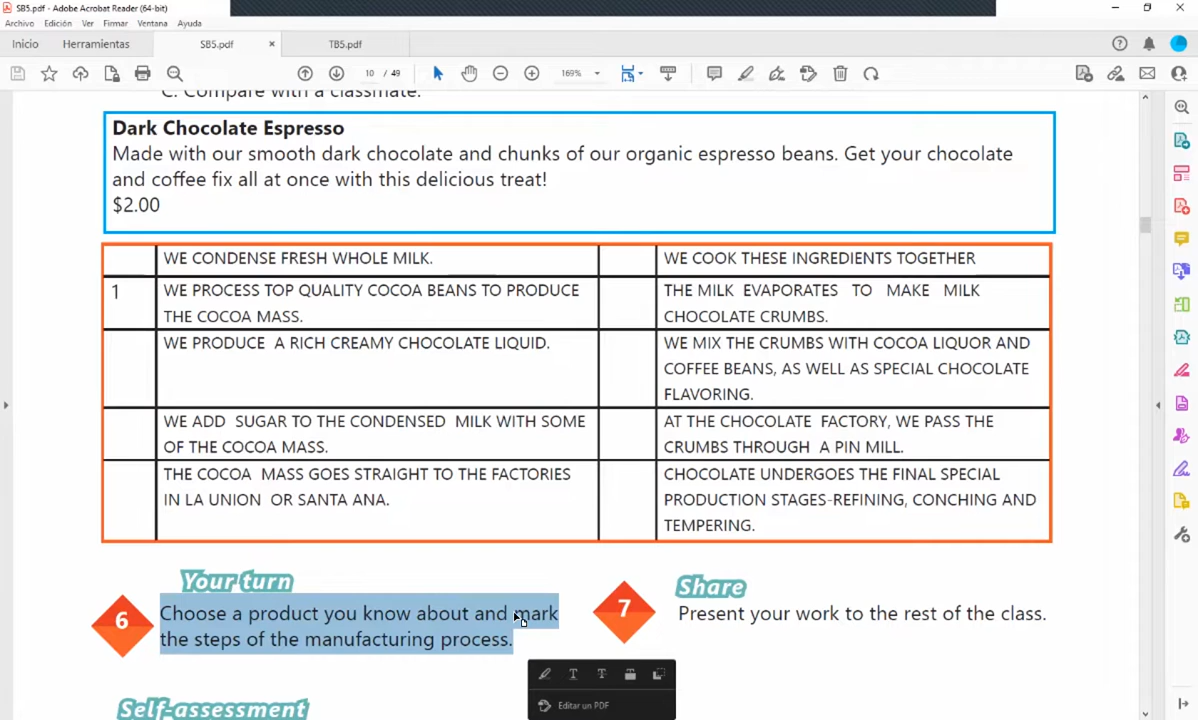 SB5.pdf - Adobe Acrobat Reader (64-bit)
Archivo Edición Ver Firmar Ventana Ayuda
Inicio Herramientas SB5.pdf × TB5.pdf
10 / 49 169%
C. Compare with a classmate.
Dark Chocolate Espresso
Made with our smooth dark chocolate and chunks of our organic espresso beans. Get your chocolate
and coffee fix all at once with this delicious treat!
$2.00
WE CONDENSE FRESH WHOLE MILK.
WE COOK THESE INGREDIENTS TOGETHER
1
WE PROCESS TOP QUALITY COCOA BEANS TO PRODUCE
THE COCOA MASS.
THE MILK EVAPORATES TO MAKE MILK
CHOCOLATE CRUMBS.
WE PRODUCE A RICH CREAMY CHOCOLATE LIQUID.
WE MIX THE CRUMBS WITH COCOA LIQUOR AND
COFFEE BEANS, AS WELL AS SPECIAL CHOCOLATE
FLAVORING.
WE ADD SUGAR TO THE CONDENSED MILK WITH SOME
OF THE COCOA MASS.
AT THE CHOCOLATE FACTORY, WE PASS THE
CRUMBS THROUGH A PIN MILL.
THE COCOA MASS GOES STRAIGHT TO THE FACTORIES
IN LA UNION OR SANTA ANA.
CHOCOLATE UNDERGOES THE FINAL SPECIAL
PRODUCTION STAGES-REFINING, CONCHING AND
TEMPERING.
Your turn
6
Choose a product you know about and mark
the steps of the manufacturing process.
Share
7
Present your work to the rest of the class.
Editar un PDF
Self-assessment